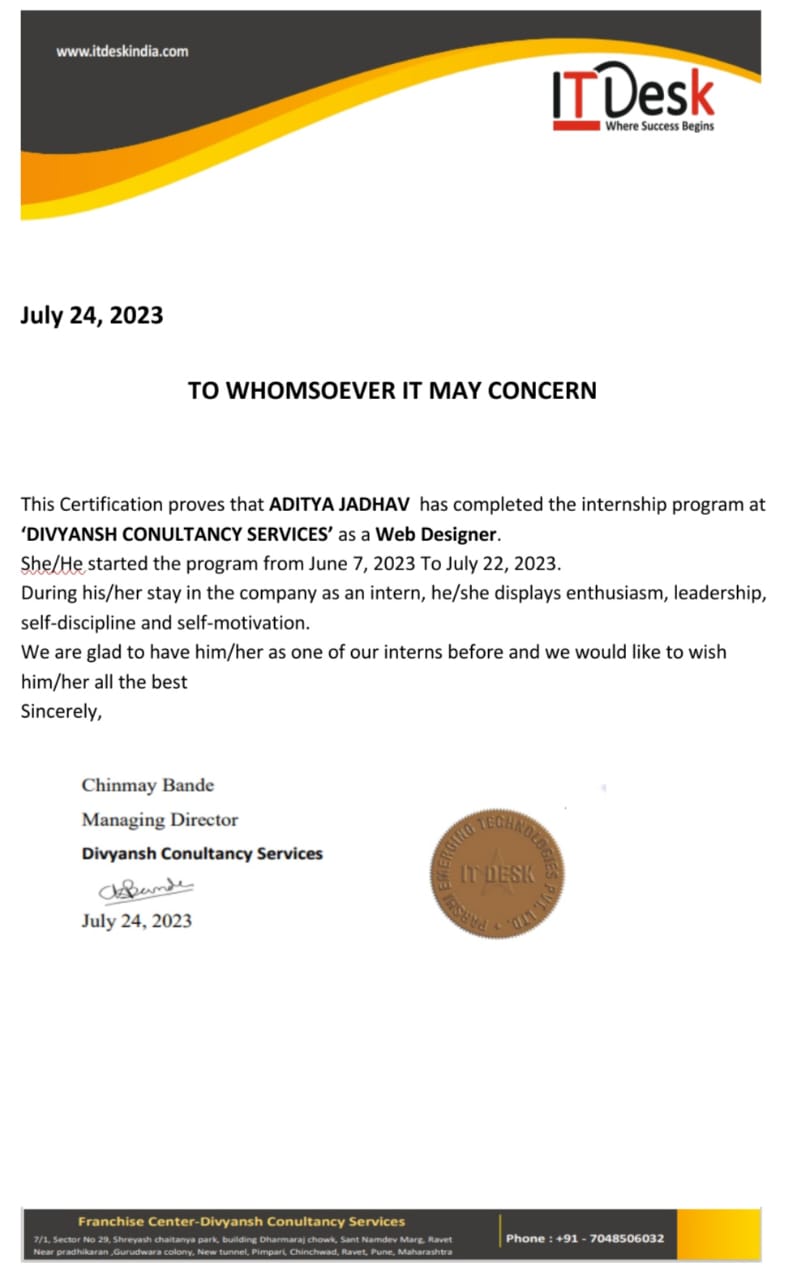 www.itdeskindia.com
ITDesk
Where Success Begins
July 24, 2023
TO WHOMSOEVER IT MAY CONCERN
This Certification proves that ADITYA JADHAV has completed the internship program at
‘DIVYANSH CONULTANCY SERVICES’ as a Web Designer.
She/He started the program from June 7, 2023 To July 22, 2023.
During his/her stay in the company as an intern, he/she displays enthusiasm, leadership,
self-discipline and self-motivation.
We are glad to have him/her as one of our interns before and we would like to wish
him/her all the best
Sincerely,
Chinmay Bande
Managing Director
Divyansh Conultancy Services
July 24, 2023
EMERGING TECHNOLOGIES PVT. LTD.
IT DESK
Franchise Center-Divyansh Conultancy Services
7/1, Sector No 29, Shreyash chaitanya park, building Dharmaraj chowk, Sant Namdev Marg, Ravet
Near pradhikaran ,Gurudwara colony, New tunnel, Pimpari, Chinchwad, Ravet, Pune, Maharashtra
Phone : +91 - 7048506032